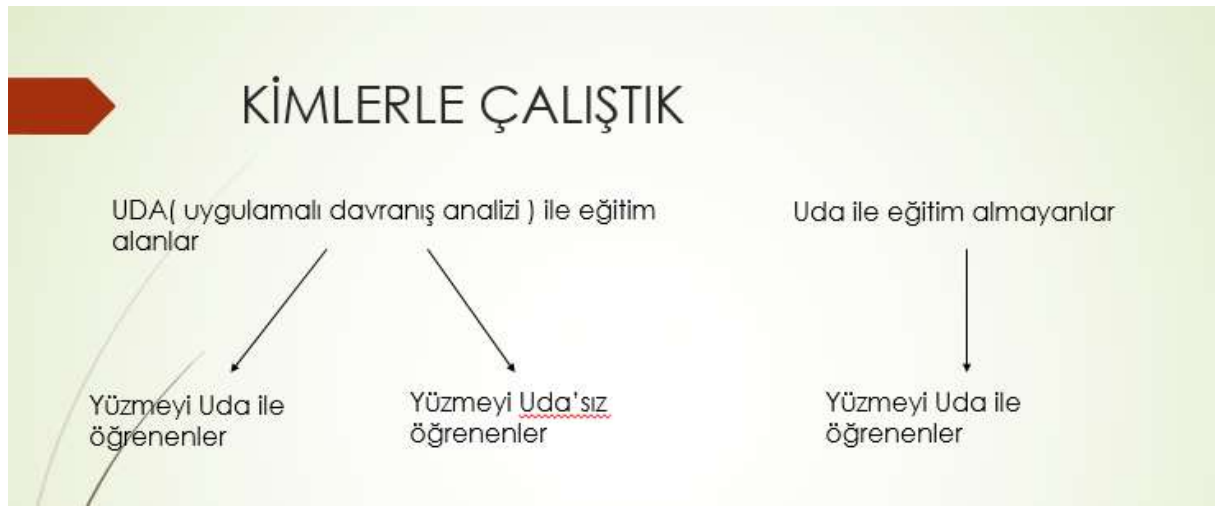 KİMLERLE ÇALIŞTIK
UDA( uygulamalı davranış analizi ) ile eğitim
alanlar
Uda ile eğitim almayanlar
Yüzmeyi Uda ile
öğrenenler
Yüzmeyi Uda'sız
öğrenenler
Yüzmeyi Uda ile
öğrenenler